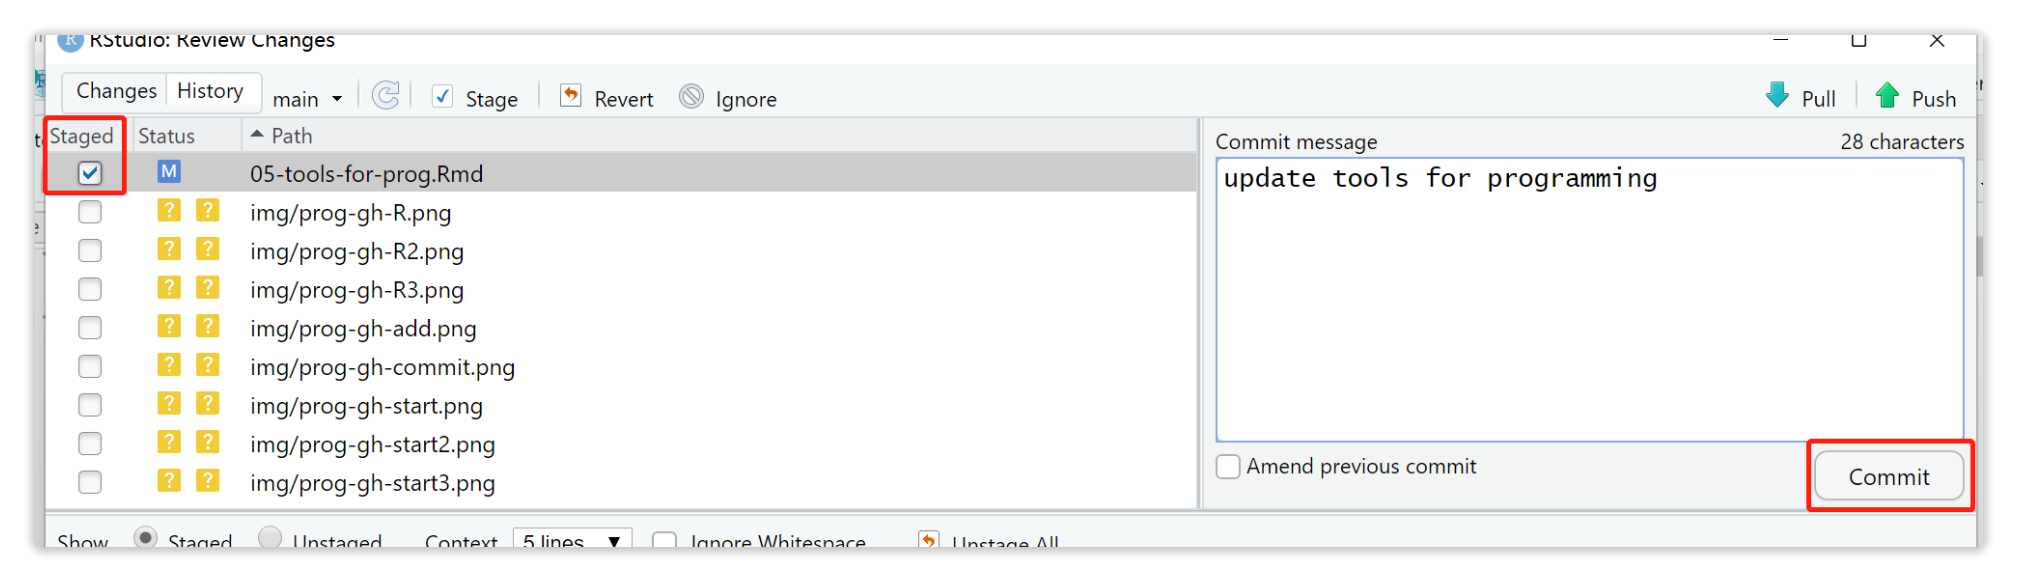 RStudio: Review Changes
Changes History main Stage Revert Ignore Pull Push
Staged Status Path
M 05-tools-for-prog.Rmd
? ? img/prog-gh-R.png
? ? img/prog-gh-R2.png
? ? img/prog-gh-R3.png
? ? img/prog-gh-add.png
? ? img/prog-gh-commit.png
? ? img/prog-gh-start.png
? ? img/prog-gh-start2.png
? ? img/prog-gh-start3.png
Commit message 28 characters
update tools for programming
Amend previous commit Commit
Show Staged Unstaged Context 5 lines Ignore Whitespace Unstage All